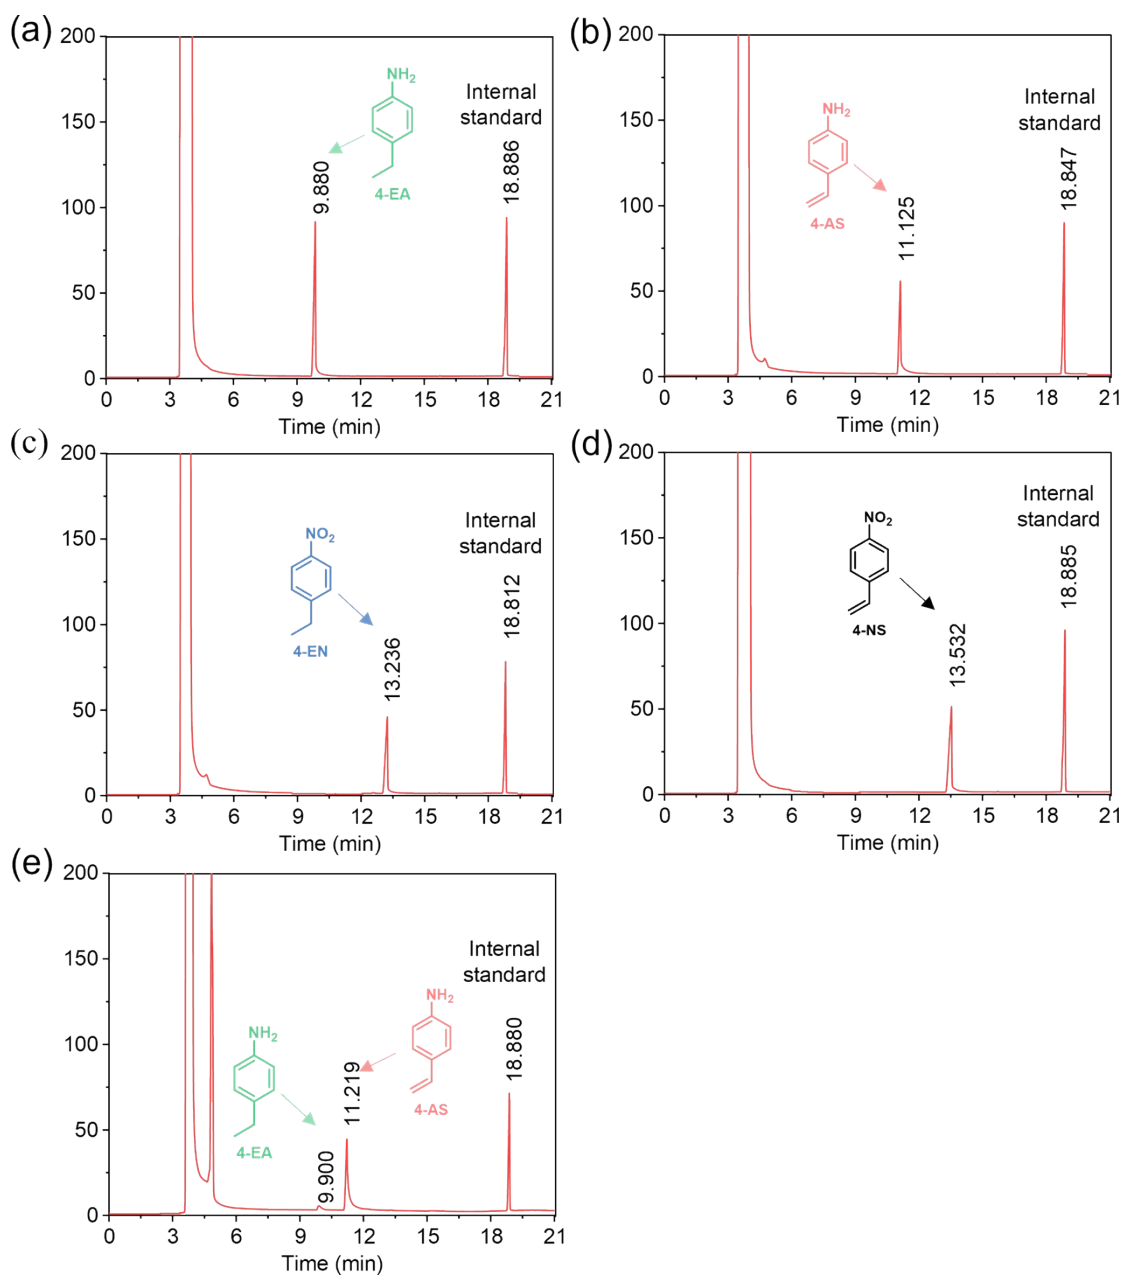 (a)
200
150
100
50
0
0 3 6 9 12 15 18 21
Time (min)
NH2
4-EA
9.880
Internal
standard
18.886
(b)
200
150
100
50
0
0 3 6 9 12 15 18 21
Time (min)
NH2
4-AS
11.125
Internal
standard
18.847
(c)
200
150
100
50
0
0 3 6 9 12 15 18 21
Time (min)
NO2
4-EN
13.236
Internal
standard
18.812
(d)
200
150
100
50
0
0 3 6 9 12 15 18 21
Time (min)
NO2
4-NS
13.532
Internal
standard
18.885
(e)
200
150
100
50
0
0 3 6 9 12 15 18 21
Time (min)
NH2
4-EA
9.900
11.219
NH2
4-AS
Internal
standard
18.880